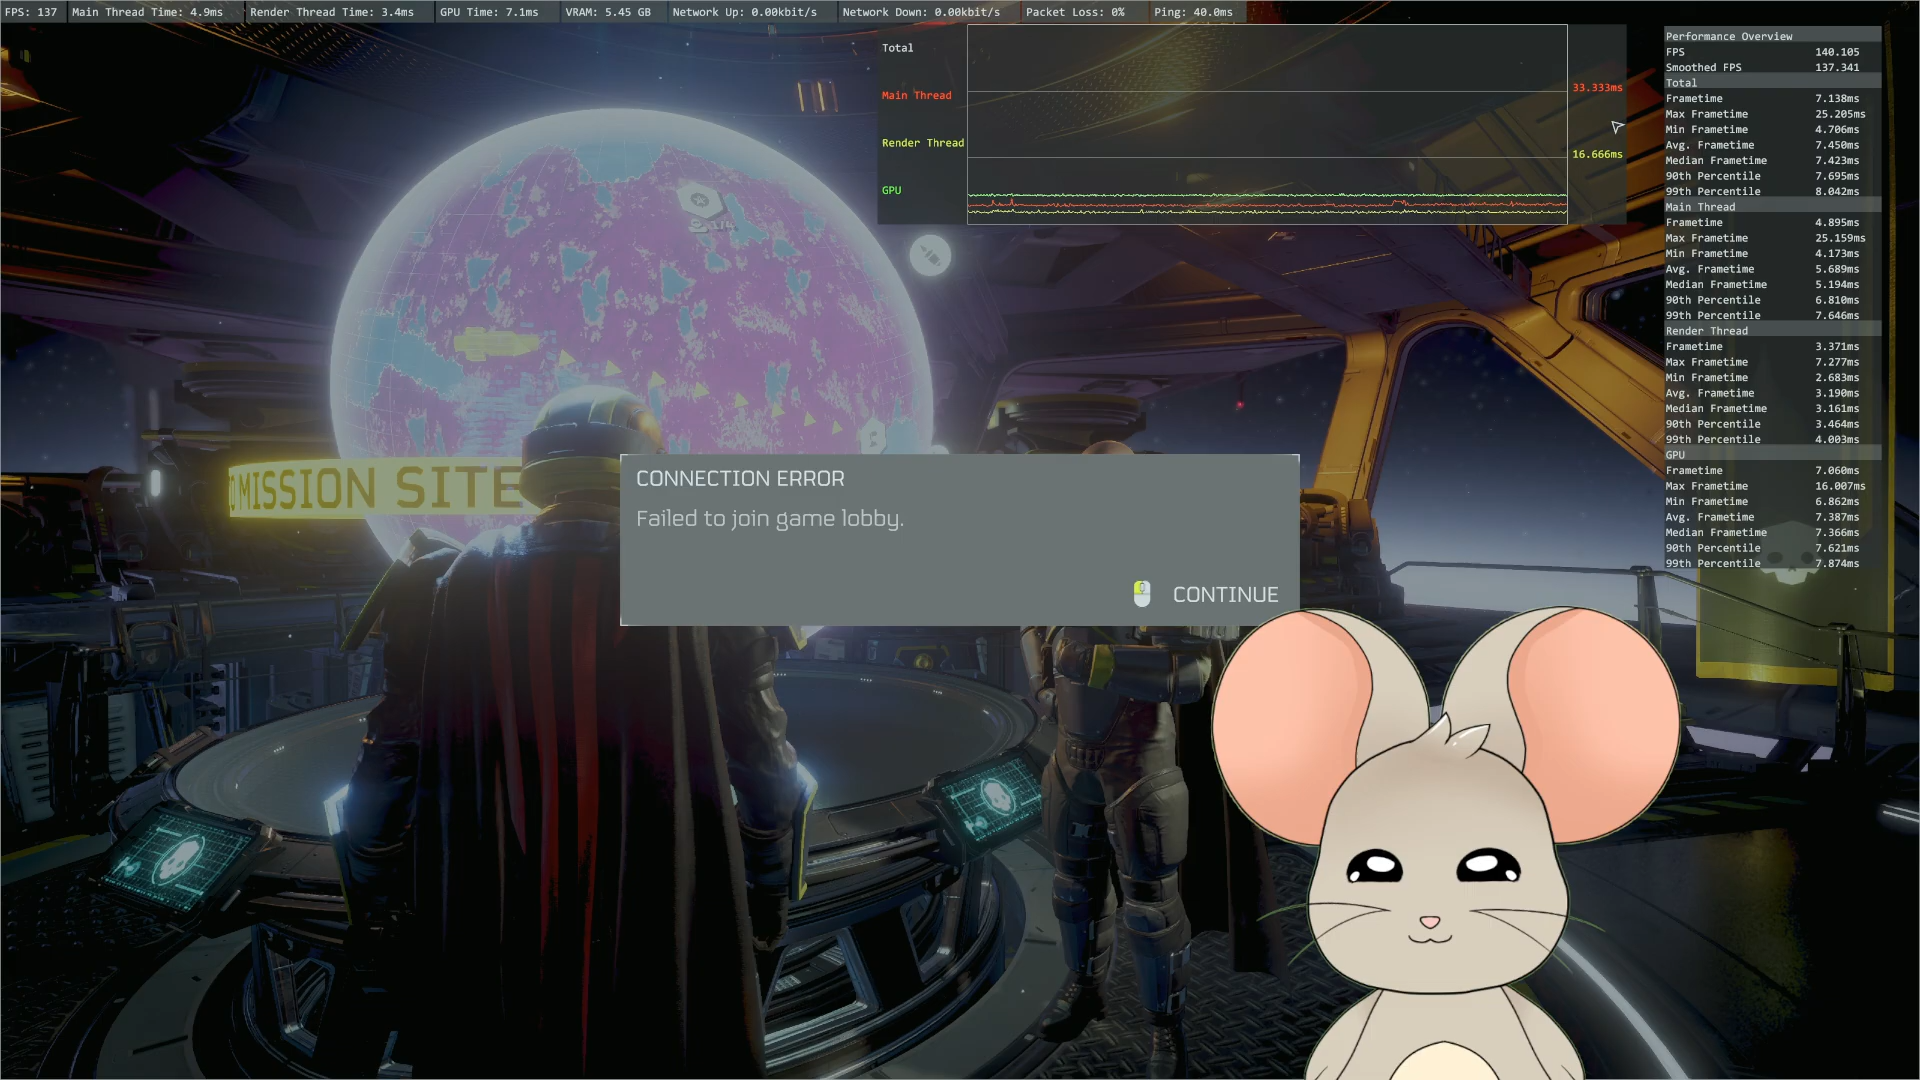 FPS: 137 Main Thread Time: 4.9ms Render Thread Time: 3.4ms GPU Time: 7.1ms VRAM: 5.45 GB Network Up: 0.00kbit/s Network Down: 0.00kbit/s Packet Loss: 0% Ping: 40.0ms
Total
Main Thread
Render Thread
GPU
33.333ms
16.666ms
Performance Overview
FPS 140.105
Smoothed FPS 137.341
Total
Frametime 7.138ms
Max Frametime 25.205ms
Min Frametime 4.706ms
Avg. Frametime 7.450ms
Median Frametime 7.423ms
90th Percentile 7.695ms
99th Percentile 8.042ms
Main Thread
Frametime 4.895ms
Max Frametime 25.159ms
Min Frametime 4.173ms
Avg. Frametime 5.689ms
Median Frametime 5.194ms
90th Percentile 6.810ms
99th Percentile 7.646ms
Render Thread
Frametime 3.371ms
Max Frametime 7.277ms
Min Frametime 2.683ms
Avg. Frametime 3.190ms
Median Frametime 3.161ms
90th Percentile 3.464ms
99th Percentile 4.003ms
GPU
Frametime 7.060ms
Max Frametime 16.007ms
Min Frametime 6.862ms
Avg. Frametime 7.387ms
Median Frametime 7.366ms
90th Percentile 7.621ms
99th Percentile 7.874ms
MISSION SITE
CONNECTION ERROR
Failed to join game lobby.
CONTINUE